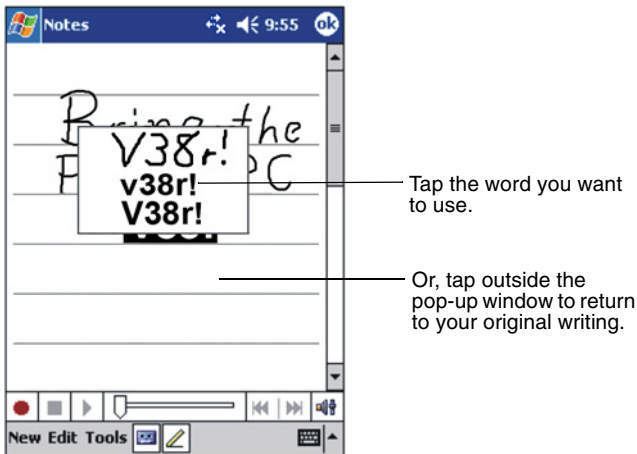 Notes 9:55 ok
Bring the
V38r!
v38r!
V38r!
PC
New Edit Tools
Tap the word you want
to use.
Or, tap outside the
pop-up window to return
to your original writing.